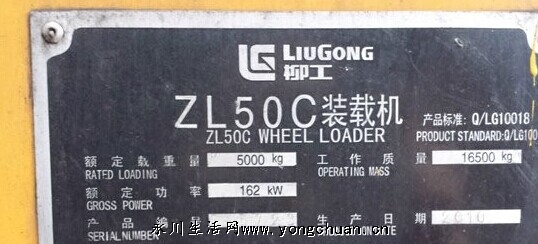 LIUGONG
柳工
ZL50C装载机
ZL50C WHEEL LOADER
产品标准: Q/LG10018
PRODUCT STANDARD:Q/LG100
额定载重量 5000 kg
RATED LOADING
工作质量 16500 kg
OPERATING MASS
额定功率 162 kW
GROSS POWER
产品编
SERIAL NUMBER
生产日期
永川生活网www.yongchuan.cn